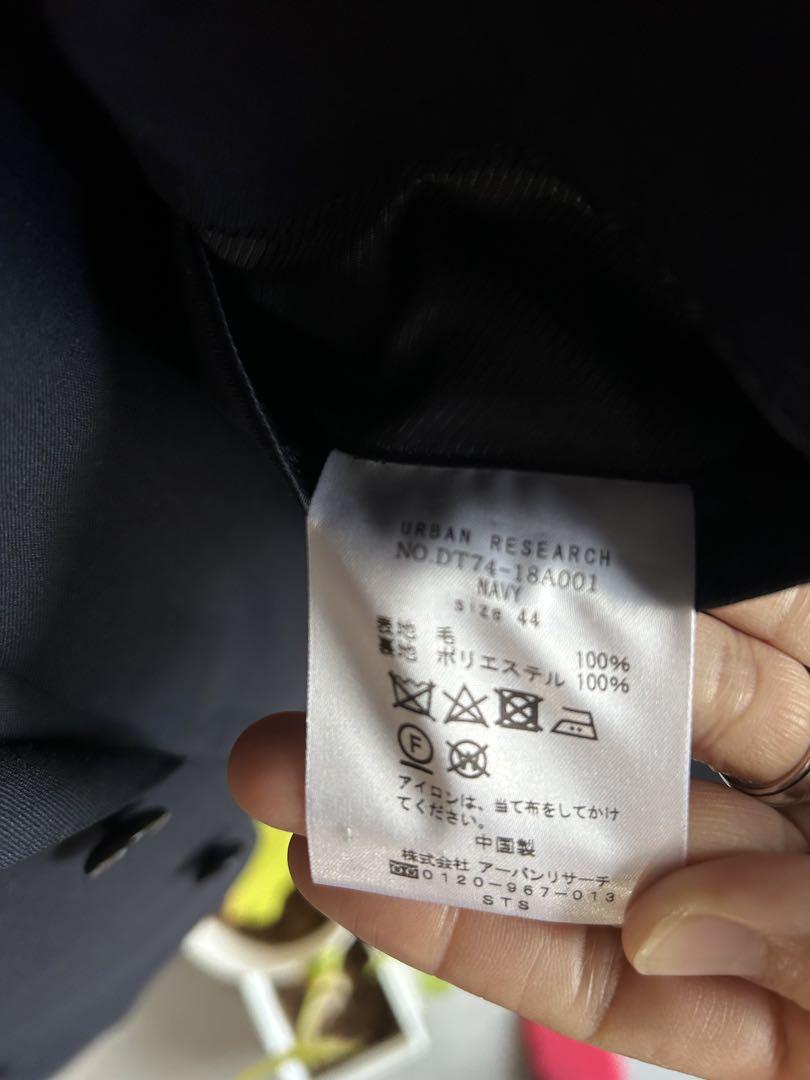 URBAN RESEARCH
NO.DT74-18A001
NAVY
size 44
表地 毛 100%
裏地 ポリエステル 100%
F
W
アイロンは、当て布をしてかけ
てください。
中国製
株式会社 アーバンリサーチ
0120-967-013
STS